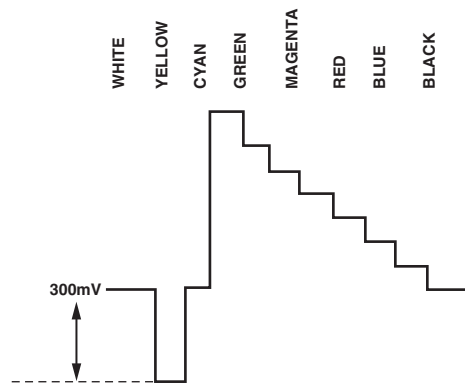 WHITE
YELLOW
CYAN
GREEN
MAGENTA
RED
BLUE
BLACK
300mV